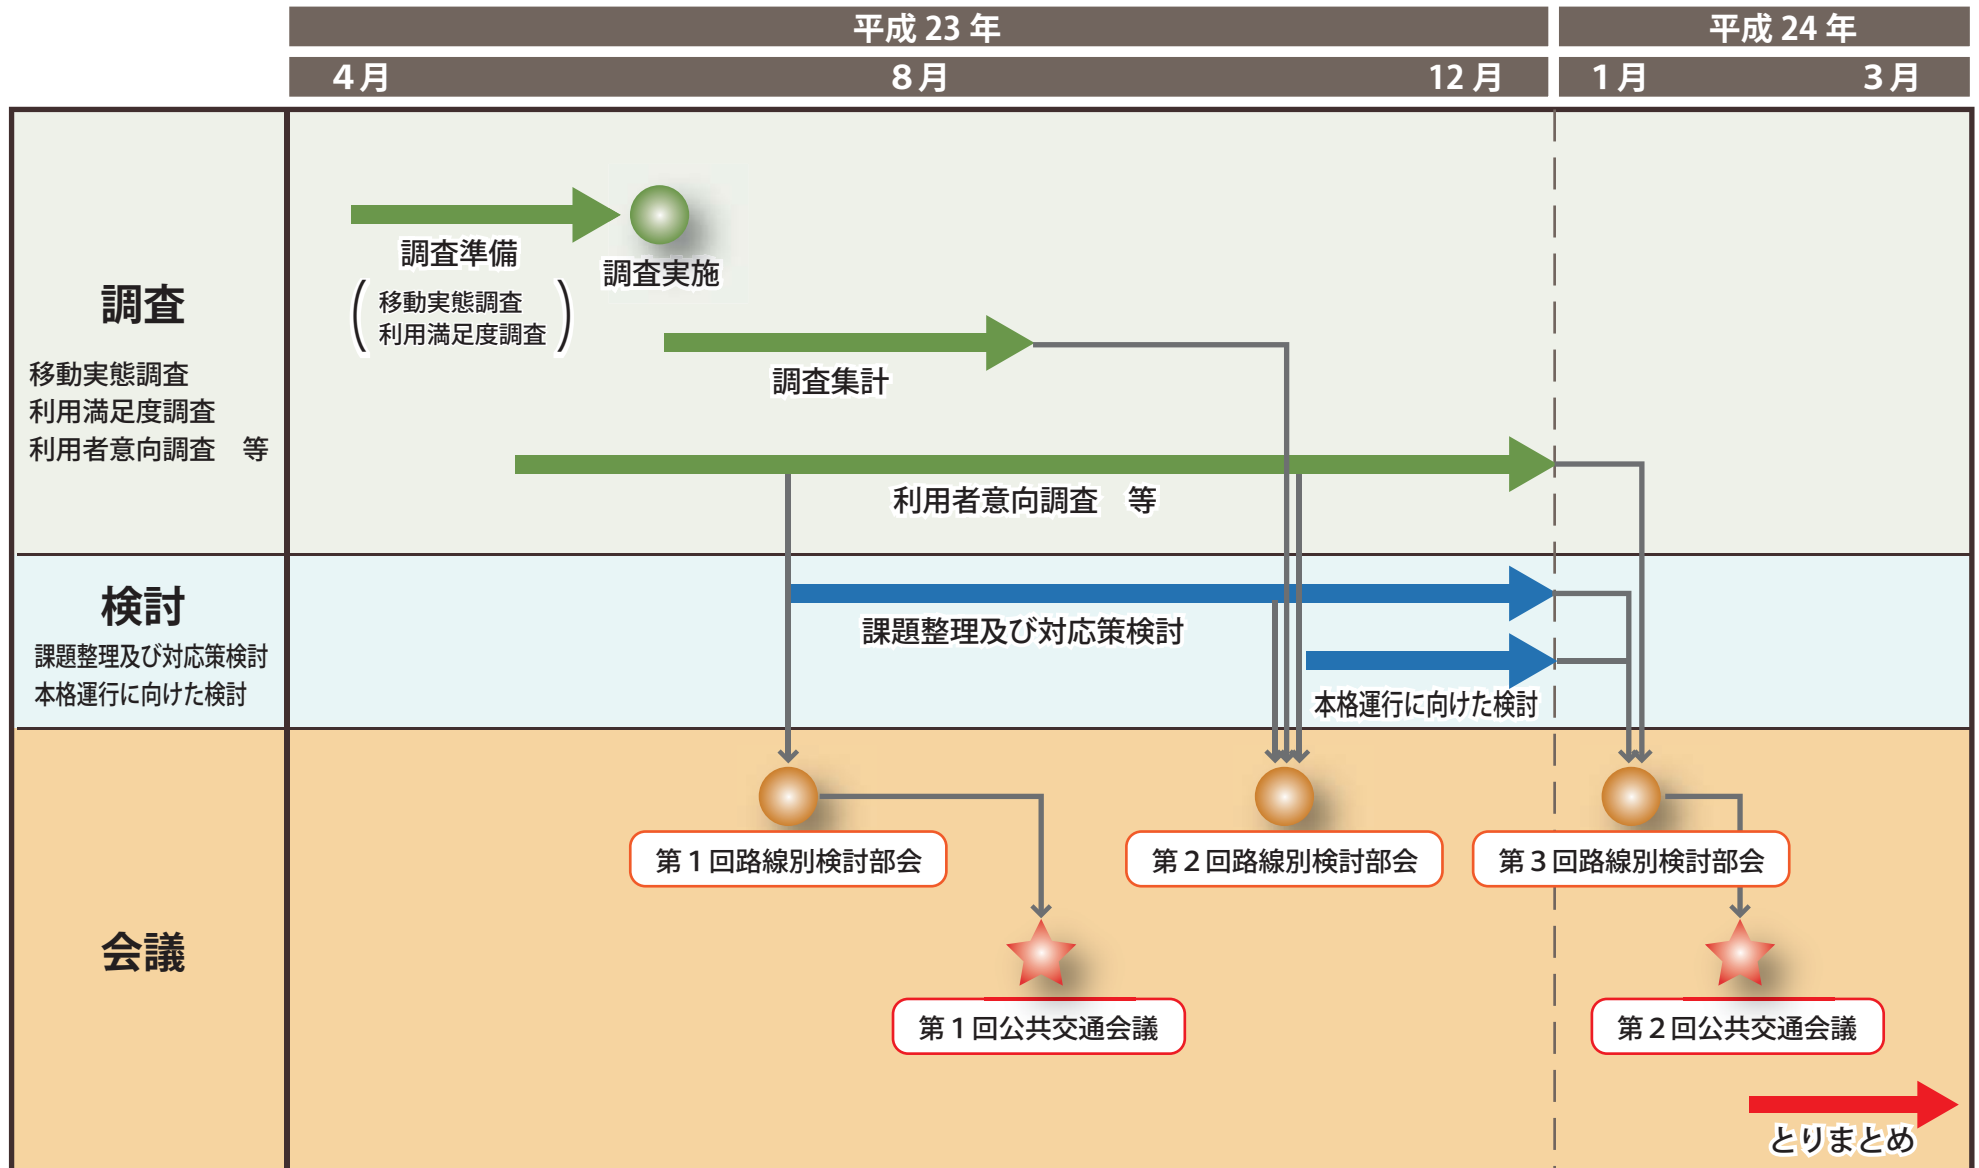 平成 23 年
平成 24 年
4月
8月
12 月
1月
3月
調査
移動実態調査
利用満足度調査
利用者意向調査　等
調査準備
移動実態調査
利用満足度調査
調査実施
調査集計
利用者意向調査　等
検討
課題整理及び対応策検討
本格運行に向けた検討
課題整理及び対応策検討
本格運行に向けた検討
会議
第１回路線別検討部会
第２回路線別検討部会
第３回路線別検討部会
第１回公共交通会議
第２回公共交通会議
とりまとめ